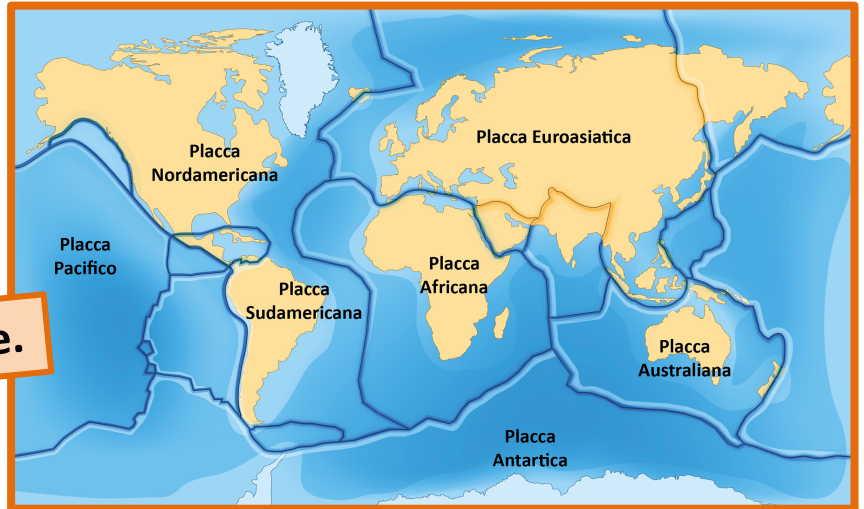 Placca
Nordamericana
Placca Euroasiatica
Placca
Pacifico
Placca
Sudamericana
Placca
Africana
e.
Placca
Australiana
Placca
Antartica